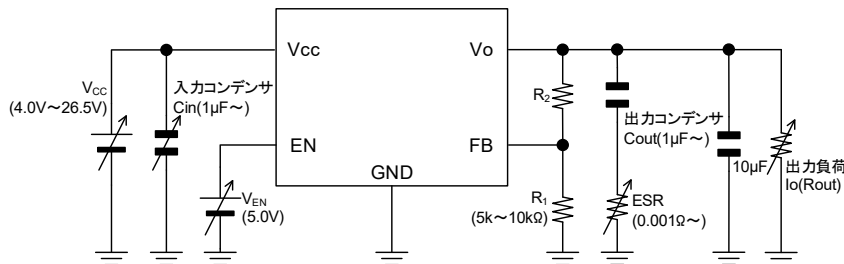 Vcc
Vo
VCC
(4.0V～26.5V)
入力コンデンサ
Cin(1µF～)
R2
出力コンデンサ
Cout(1µF～)
EN
FB
GND
10µF
出力負荷
Io(Rout)
VEN
(5.0V)
R1
(5k～10kΩ)
ESR
(0.001Ω～)